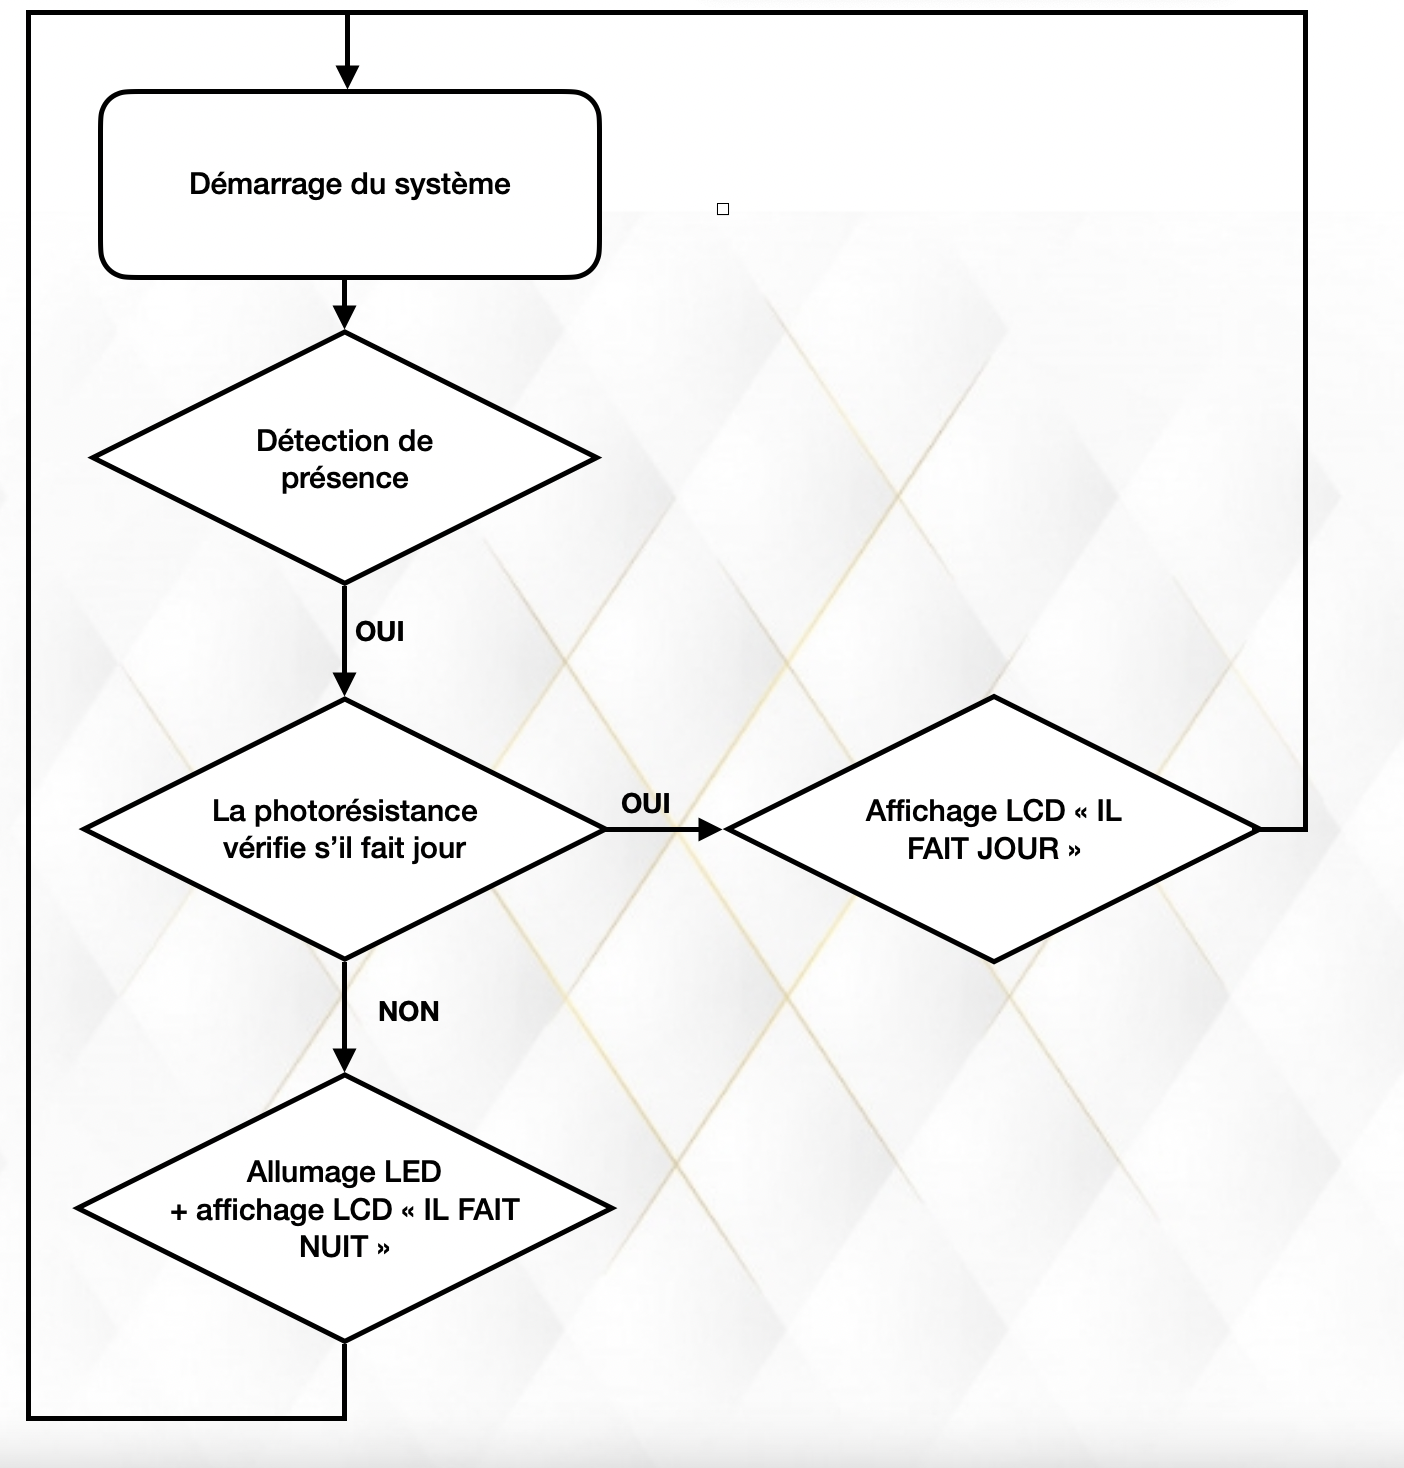 Démarrage du système
Détection de
présence
OUI
La photorésistance
vérifie s’il fait jour
OUI
Affichage LCD « IL
FAIT JOUR »
NON
Allumage LED
+ affichage LCD « IL FAIT
NUIT »